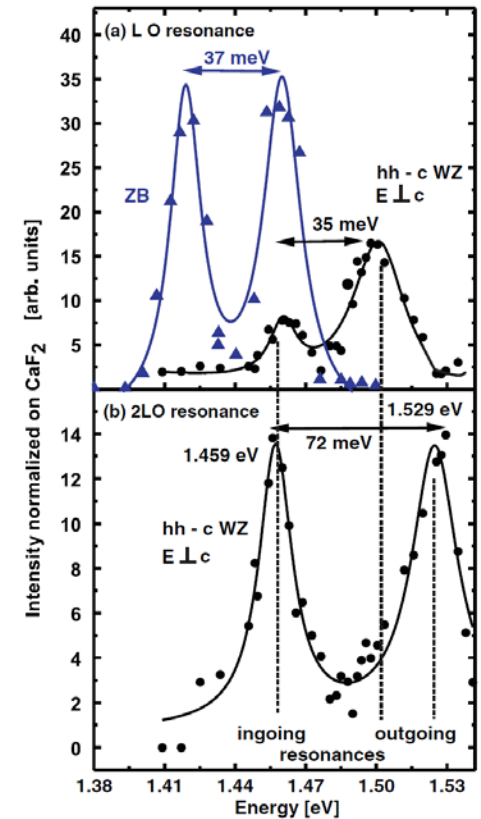 (a) L O resonance
37 meV
ZB
hh - c WZ
E ⊥ c
35 meV
40
35
30
25
20
15
10
5
Intensity normalized on CaF2 [arb. units]
(b) 2LO resonance
1.529 eV
1.459 eV
72 meV
hh - c WZ
E ⊥ c
14
12
10
8
6
4
2
0
ingoing outgoing
resonances
1.38 1.41 1.44 1.47 1.50 1.53
Energy [eV]